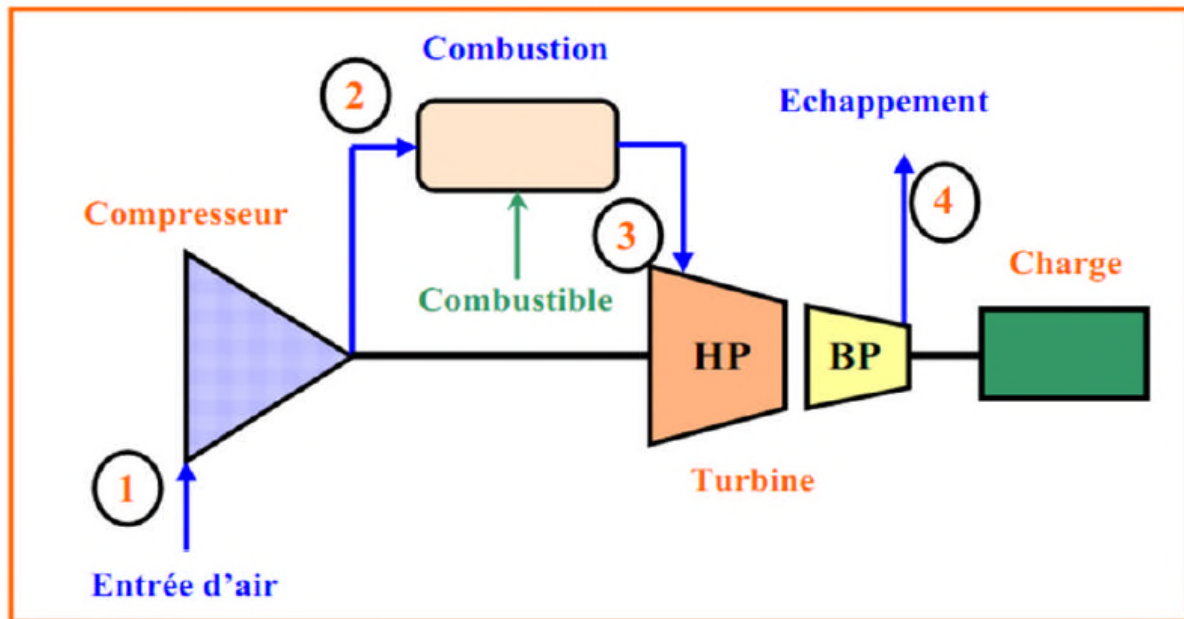 Combustion
2
Echappement
Compresseur
4
3
Charge
Combustible
HP
BP
1
Turbine
Entrée d’air